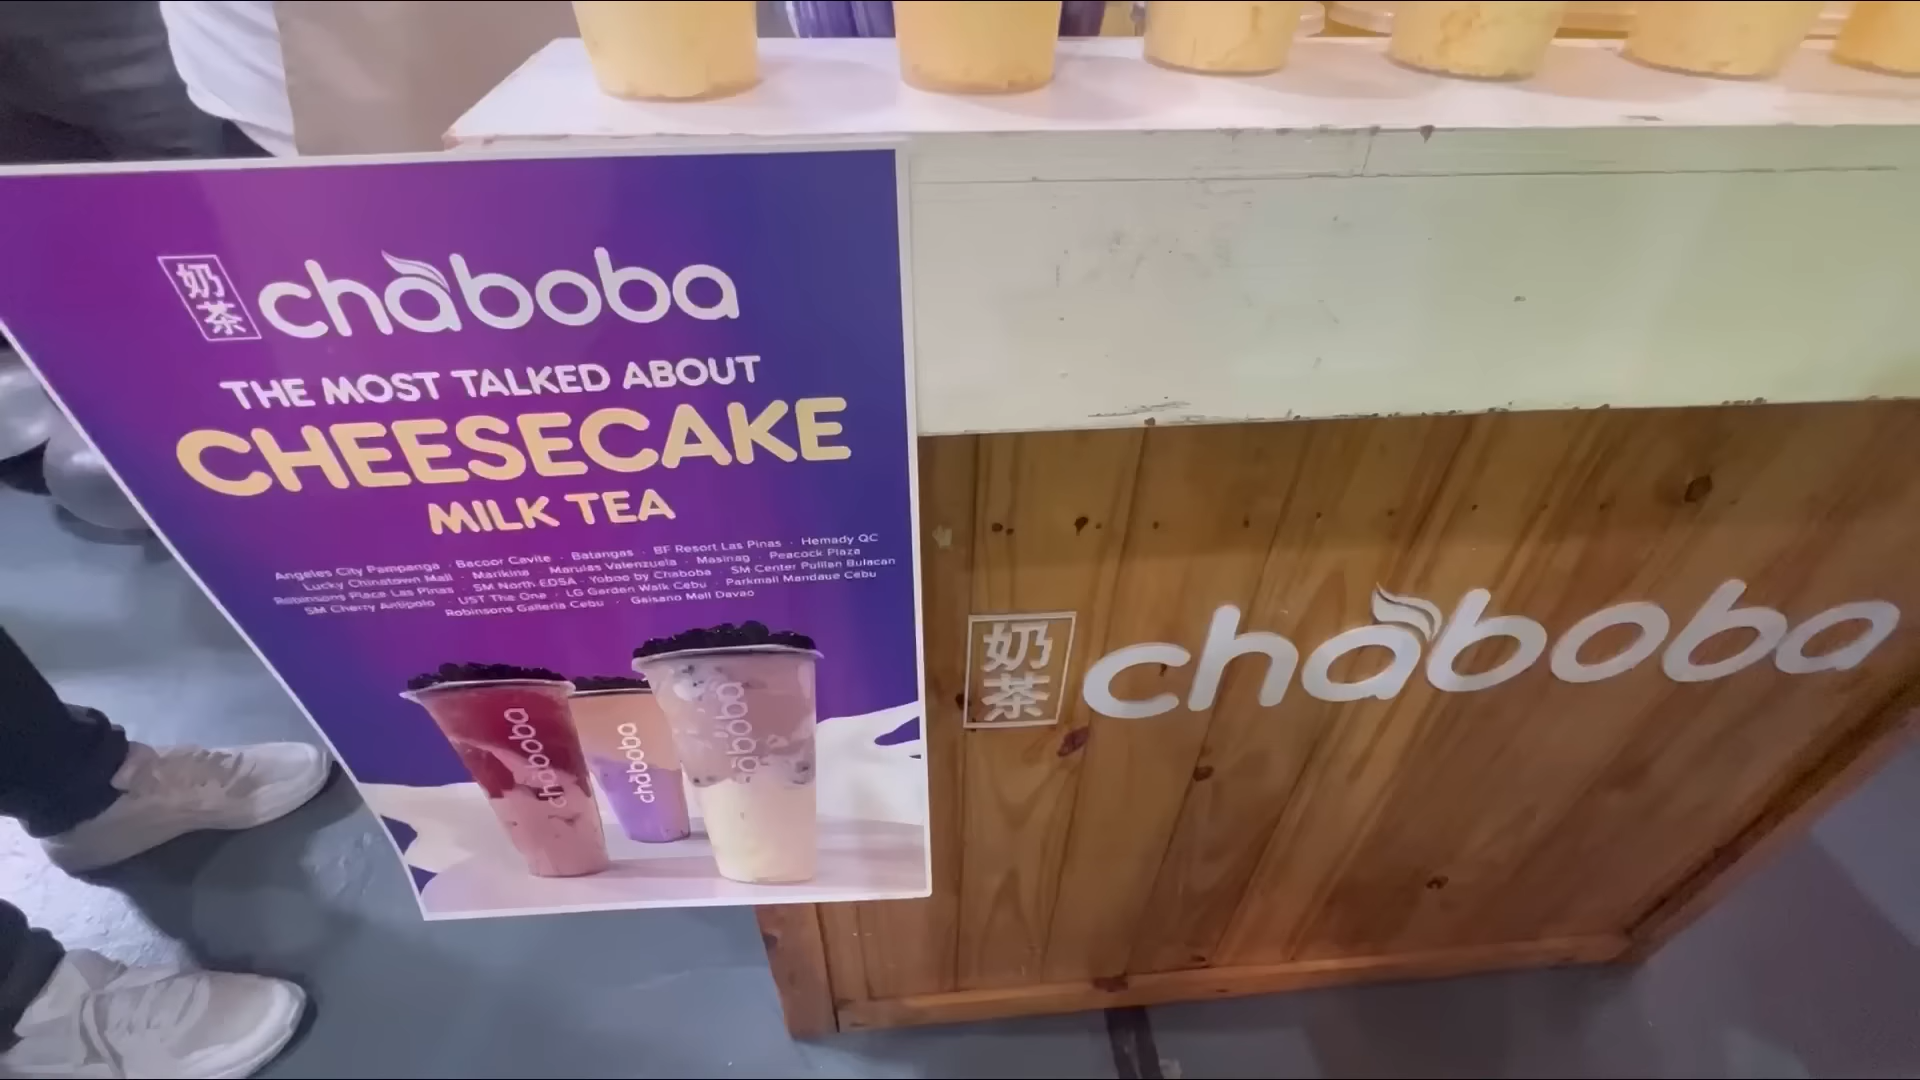 奶茶 chaboba
THE MOST TALKED ABOUT
CHEESECAKE
MILK TEA
Angeles City Pampanga · Bacoor Cavite · Batangas · BF Resort Las Pinas · Hemady QC
Lucky Chinatown Mall · Marikina · Marulas Valenzuela · Masinag · Peacock Plaza
Robinsons Place Las Pinas · SM North EDSA · Yoboo by Chaboba · SM Center Pulilan Bulacan
SM Cherry Antipolo · UST The One · LG Garden Walk Cebu · Parkmall Mandaue Cebu
Robinsons Galleria Cebu · Gaisano Mall Davao
chaboba
chaboba
chaboba
奶茶 chaboba